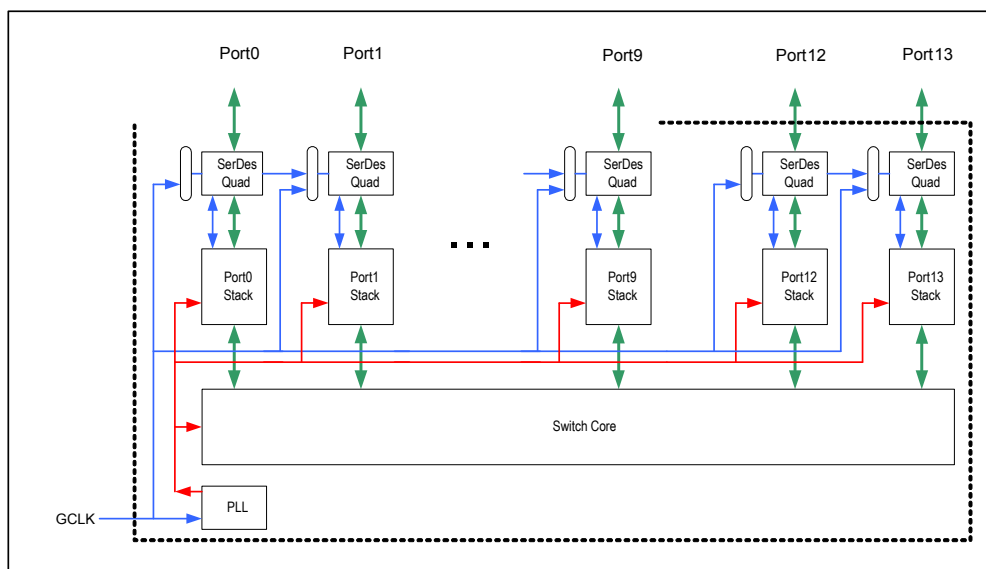 Port0
Port1
Port9
Port12
Port13
SerDes
Quad
SerDes
Quad
SerDes
Quad
SerDes
Quad
SerDes
Quad
Port0
Stack
Port1
Stack
...
Port9
Stack
Port12
Stack
Port13
Stack
Switch Core
PLL
GCLK